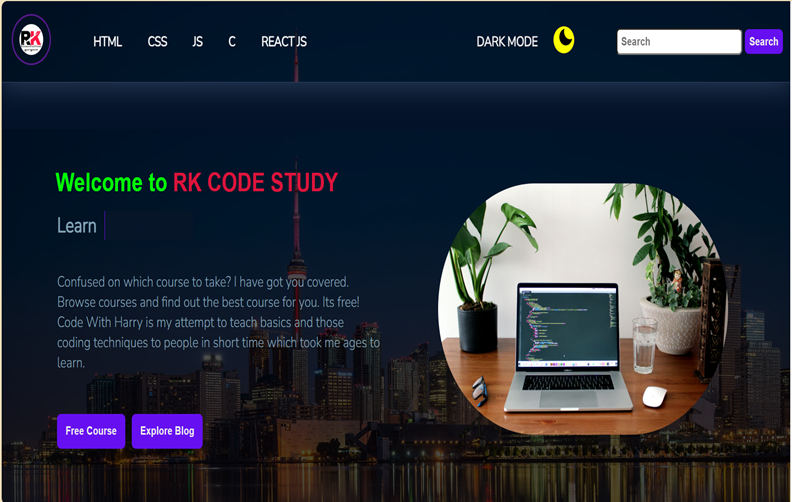 RK
HTML CSS JS C REACT JS
DARK MODE
Search
Search
Welcome to RK CODE STUDY
Learn
Confused on which course to take? I have got you covered.
Browse courses and find out the best course for you. Its free!
Code With Harry is my attempt to teach basics and those
coding techniques to people in short time which took me ages to
learn.
Free Course
Explore Blog